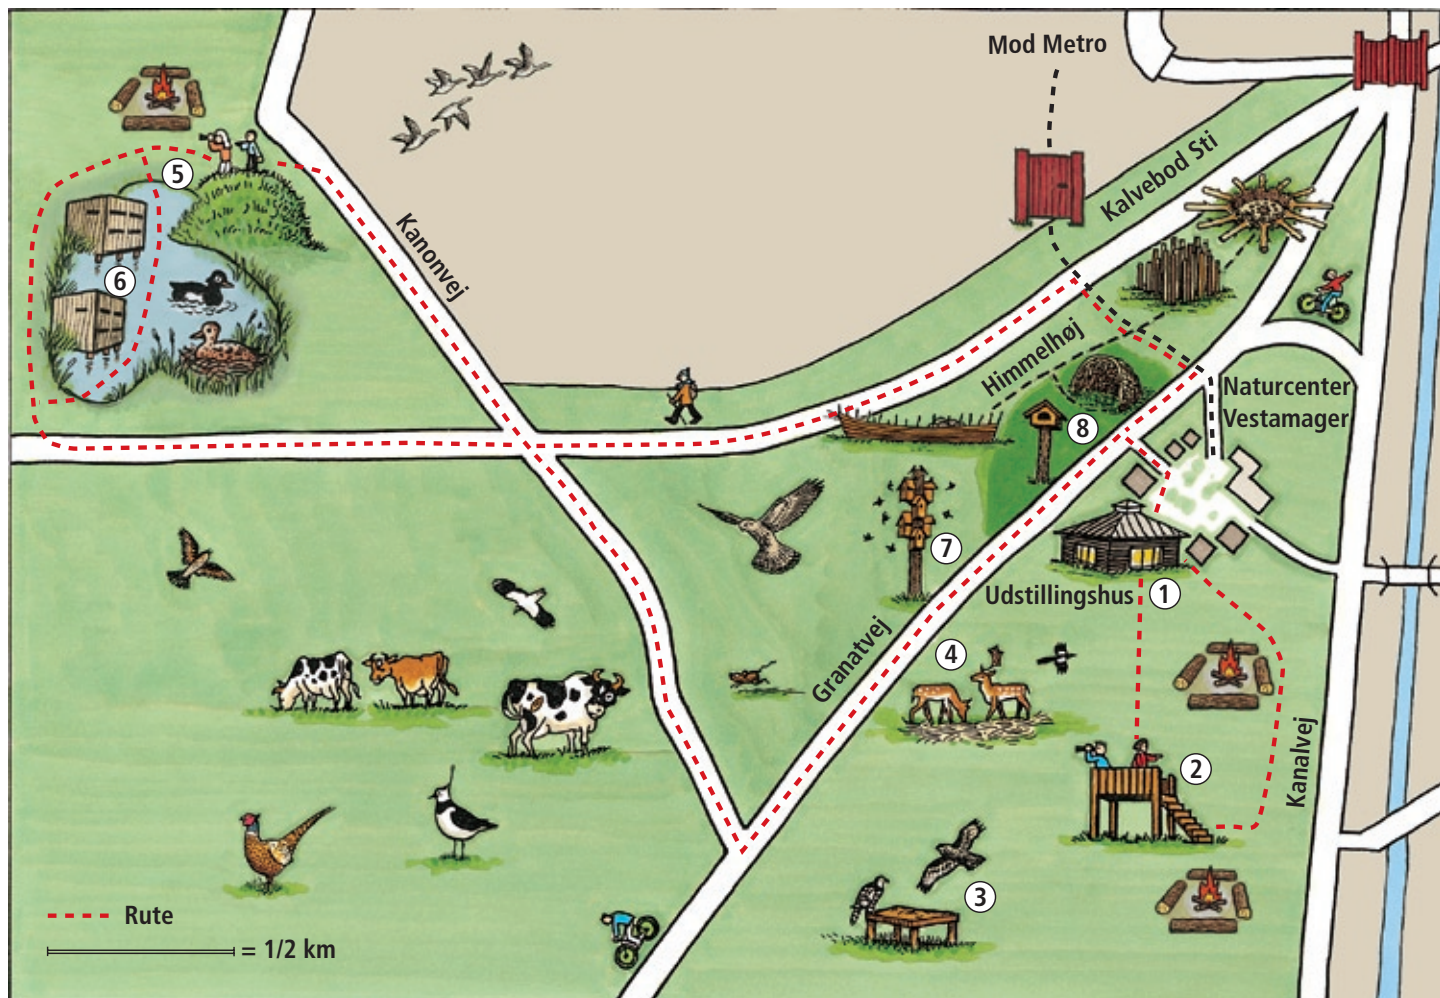 Mod Metro
Kalvebod Sti
5
Kanonvej
6
Himmelhøj
Naturcenter
Vestamager
8
7
Udstillingshus 1
4
Granatvej
2
Kanalvej
3
Rute
= 1/2 km